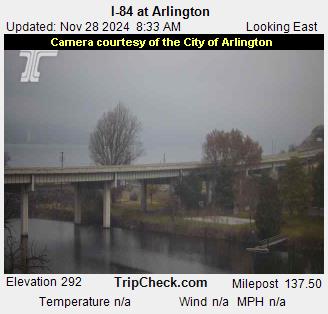 I-84 at Arlington
Updated: Nov 28 2024 8:33 AM Looking East
Camera courtesy of the City of Arlington
Elevation 292 TripCheck.com Milepost 137.50
Temperature n/a Wind n/a MPH n/a